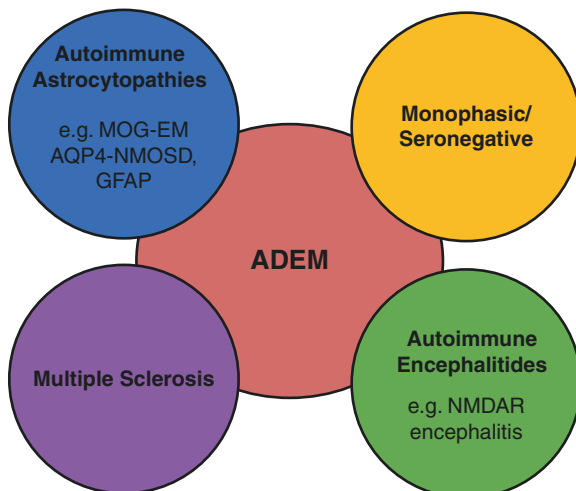 Autoimmune
Astrocytopathies
e.g. MOG-EM
AQP4-NMOSD,
GFAP
Monophasic/
Seronegative
ADEM
Multiple Sclerosis
Autoimmune
Encephalitides
e.g. NMDAR
encephalitis